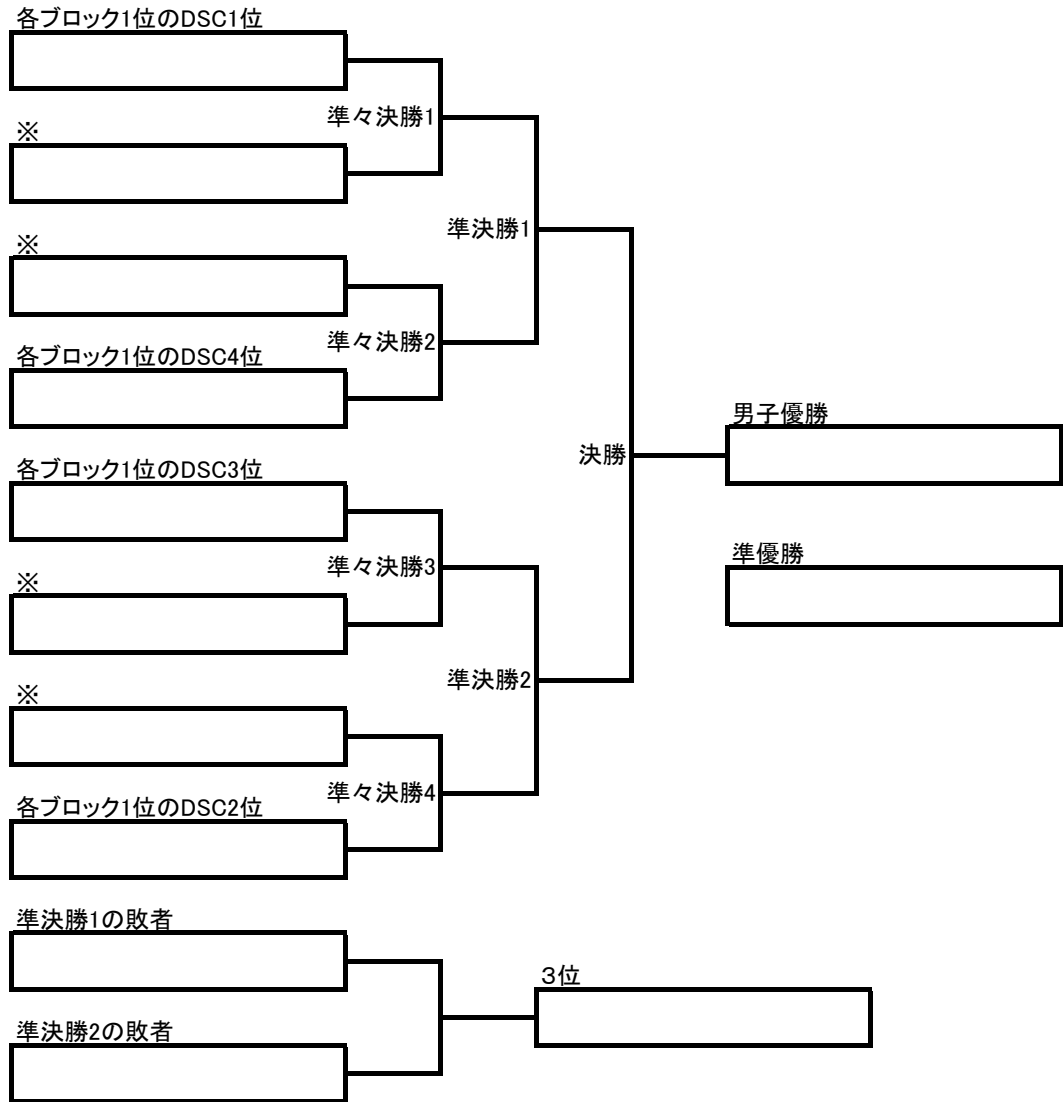 各ブロック1位のDSC1位
準々決勝1
※
準決勝1
※
準々決勝2
各ブロック1位のDSC4位
男子優勝
決勝
各ブロック1位のDSC3位
準々決勝3
準優勝
※
準決勝2
※
準々決勝4
各ブロック1位のDSC2位
準決勝1の敗者
３位
準決勝2の敗者